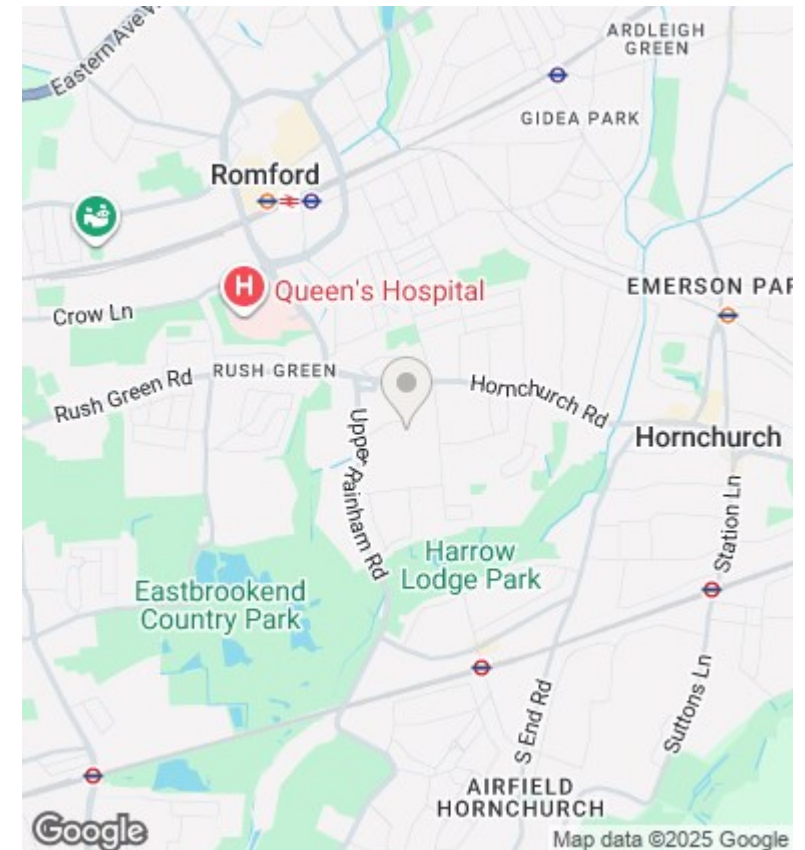 ARDLEIGH
GREEN
GIDEA PARK
Romford
Queen's Hospital
H
Crow Ln
EMERSON PAR
RUSH GREEN
Rush Green Rd
Hornchurch Rd
Hornchurch
Upper Rainham Rd
Station Ln
Harrow
Lodge Park
Eastbrookend
Country Park
S End Rd
Suttons Ln
AIRFIELD
HORNCHURCH
Google
Map data ©2025 Google